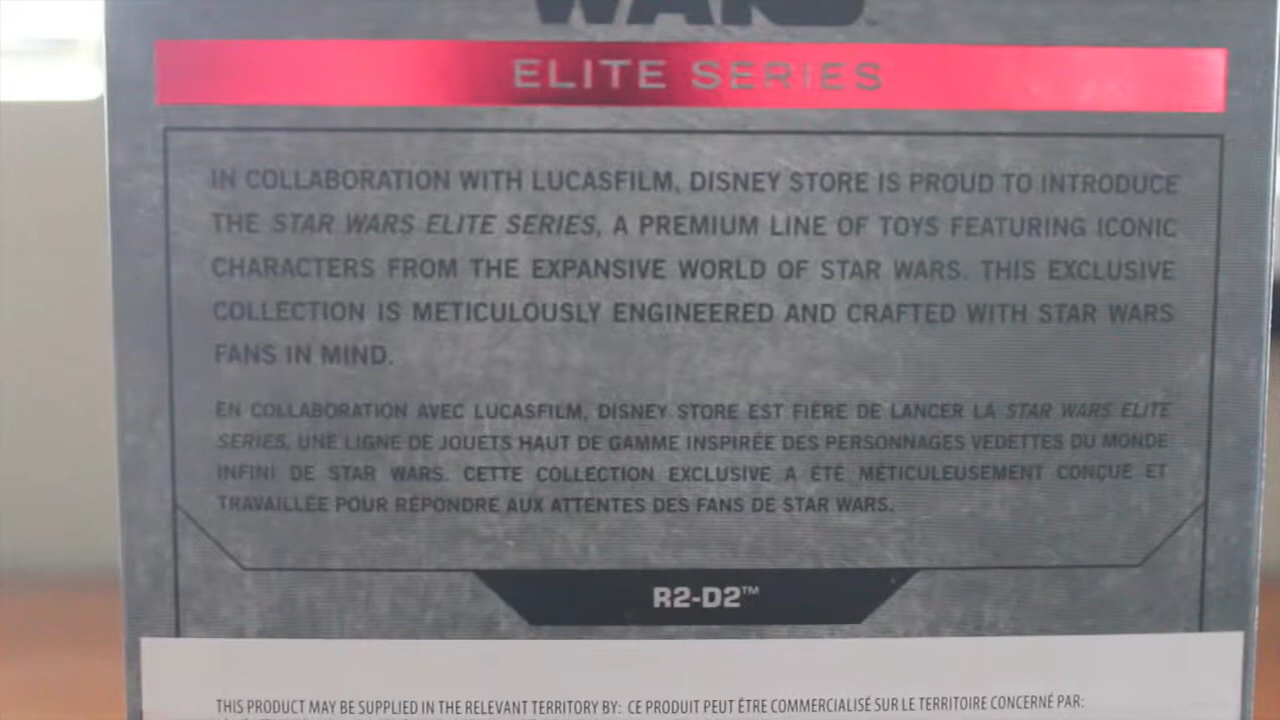 WARS
ELITE SERIES
IN COLLABORATION WITH LUCASFILM, DISNEY STORE IS PROUD TO INTRODUCE
THE STAR WARS ELITE SERIES, A PREMIUM LINE OF TOYS FEATURING ICONIC
CHARACTERS FROM THE EXPANSIVE WORLD OF STAR WARS. THIS EXCLUSIVE
COLLECTION IS METICULOUSLY ENGINEERED AND CRAFTED WITH STAR WARS
FANS IN MIND.
EN COLLABORATION AVEC LUCASFILM, DISNEY STORE EST FIÈRE DE LANCER LA STAR WARS ELITE
SERIES, UNE LIGNE DE JOUETS HAUT DE GAMME INSPIRÉE DES PERSONNAGES VEDETTES DU MONDE
INFINI DE STAR WARS. CETTE COLLECTION EXCLUSIVE A ÉTÉ MÉTICULEUSEMENT CONÇUE ET
TRAVAILLÉE POUR RÉPONDRE AUX ATTENTES DES FANS DE STAR WARS.
R2-D2™
THIS PRODUCT MAY BE SUPPLIED IN THE RELEVANT TERRITORY BY: CE PRODUIT PEUT ÊTRE COMMERCIALISÉ SUR LE TERRITOIRE CONCERNÉ PAR: